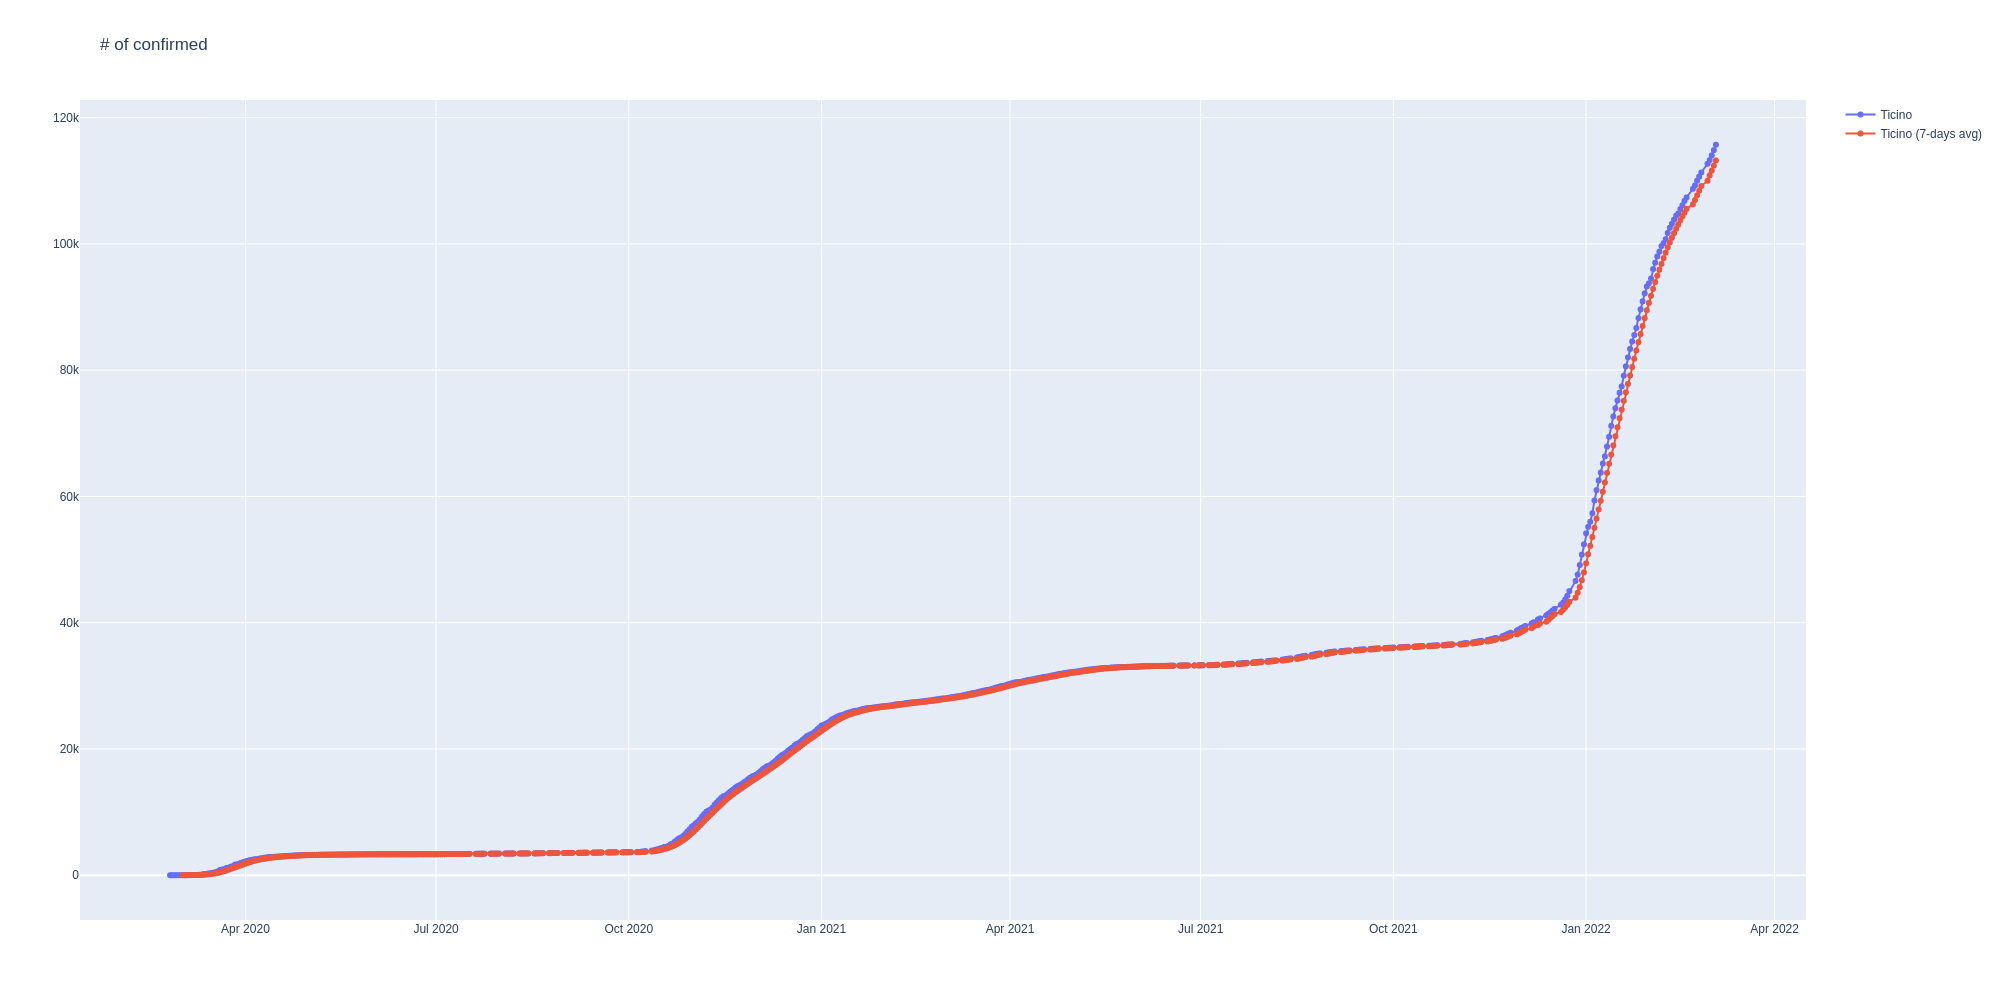 # of confirmed
Ticino
Ticino (7-days avg)
120k
100k
80k
60k
40k
20k
0
Apr 2020
Jul 2020
Oct 2020
Jan 2021
Apr 2021
Jul 2021
Oct 2021
Jan 2022
Apr 2022